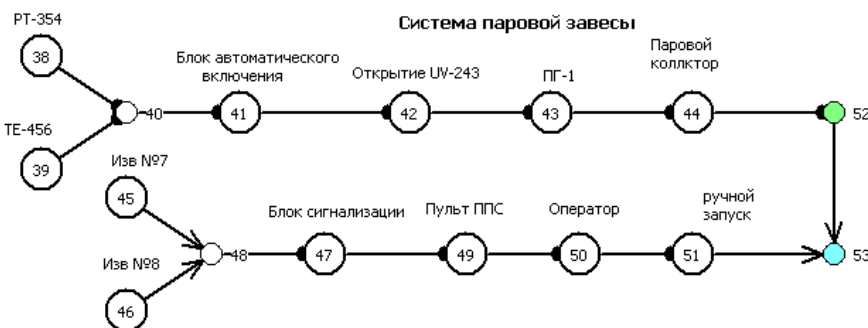 Система паровой завесы
РТ-354
38
Блок автоматического
включения
Открытие UV-243
ПГ-1
Паровой
коллктор
40
41
42
43
44
52
ТЕ-456
39
Изв №7
45
Блок сигнализации
Пульт ППС
Оператор
ручной
запуск
48
47
49
50
51
53
Изв №8
46